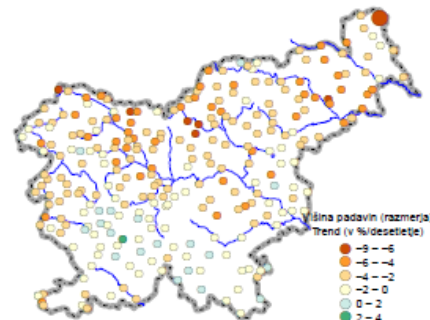 išina padavin (razmerja
Trend (v %/desetletje)
−9 – −6
−6 – −4
−4 – −2
−2 – 0
0 – 2
2 – 4